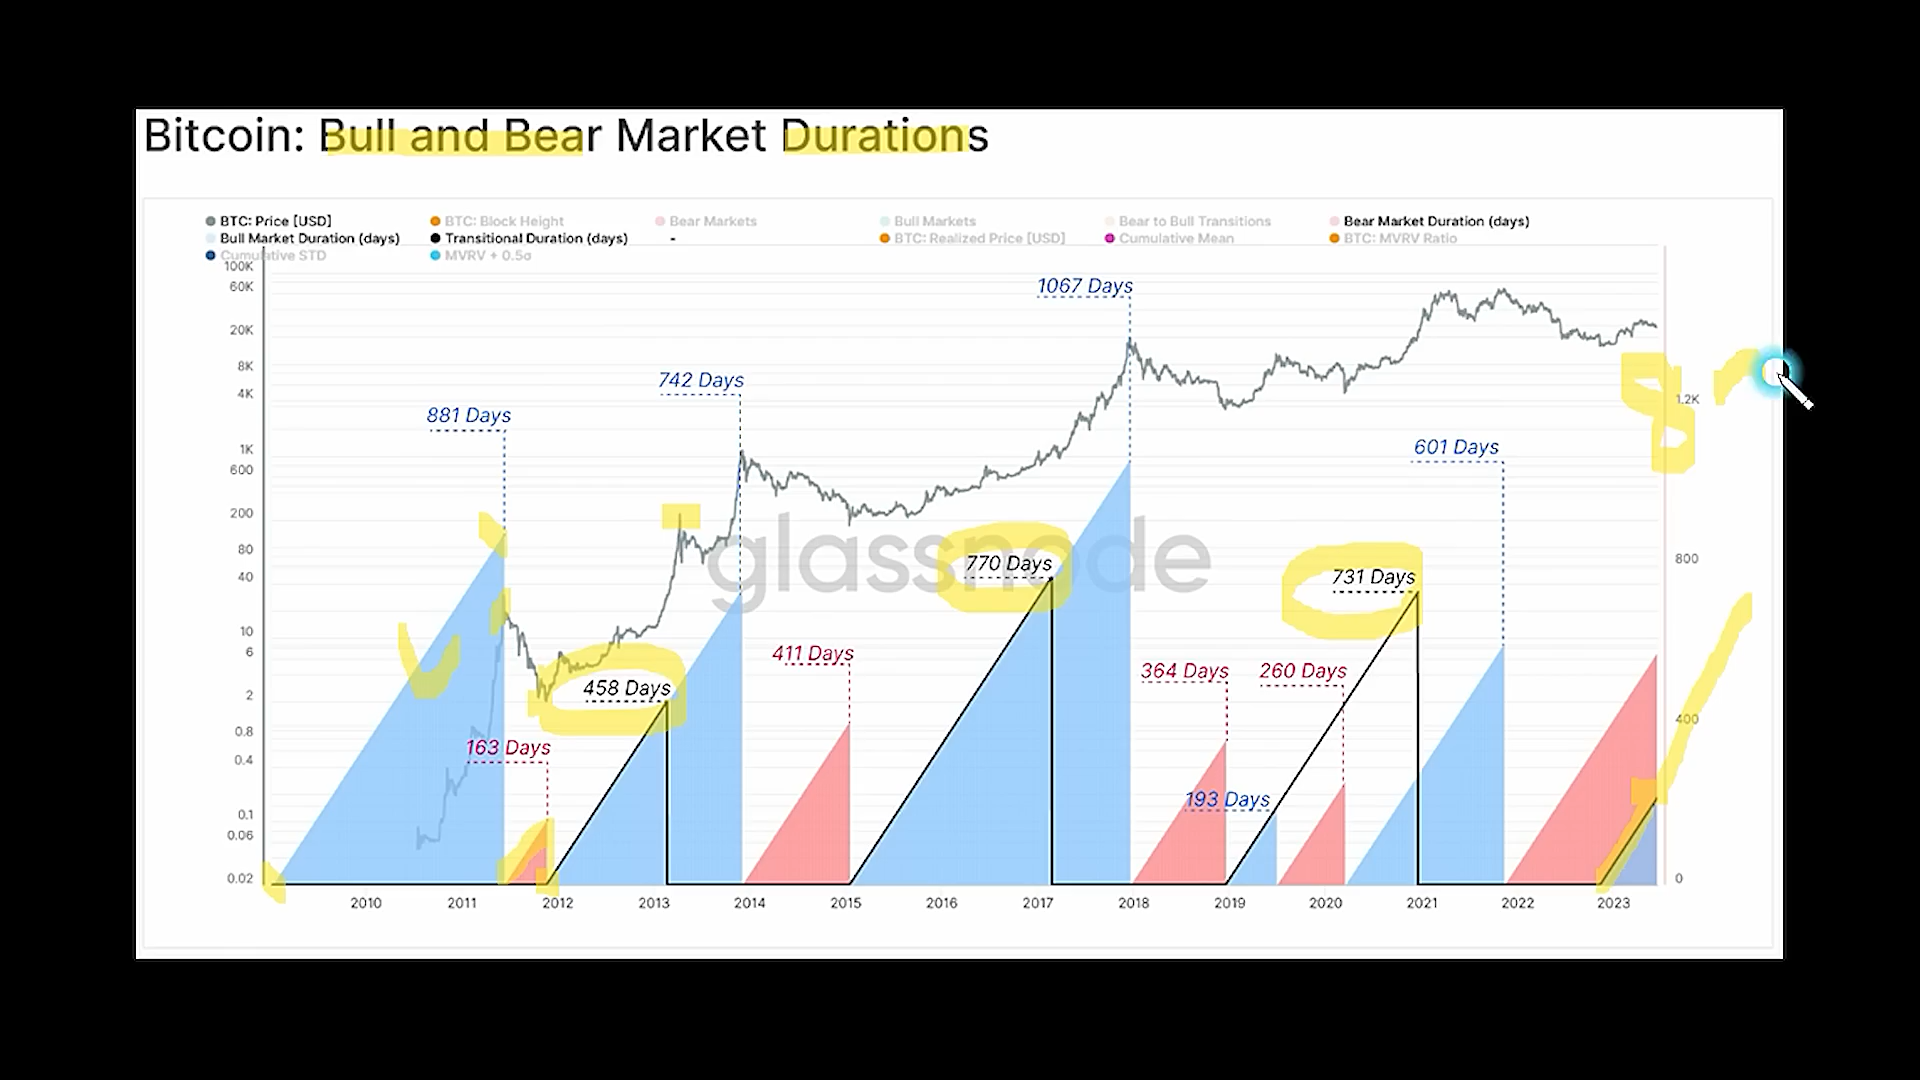 Bitcoin: Bull and Bear Market Durations
BTC: Price [USD] BTC: Block Height Bear Markets Bull Markets Bear to Bull Transitions Bear Market Duration (days)
Bull Market Duration (days) Transitional Duration (days) - BTC: Realized Price [USD] Cumulative Mean BTC: MVRV Ratio
Cumulative STD MVRV + 0.5σ
100K
60K
20K
8K
4K
1K
600
200
80
40
10
6
2
0.8
0.4
0.1
0.06
0.02
1067 Days
742 Days
881 Days
601 Days
glassnode
770 Days
731 Days
411 Days
458 Days
364 Days
260 Days
163 Days
193 Days
1.2K
800
400
0
2010 2011 2012 2013 2014 2015 2016 2017 2018 2019 2020 2021 2022 2023